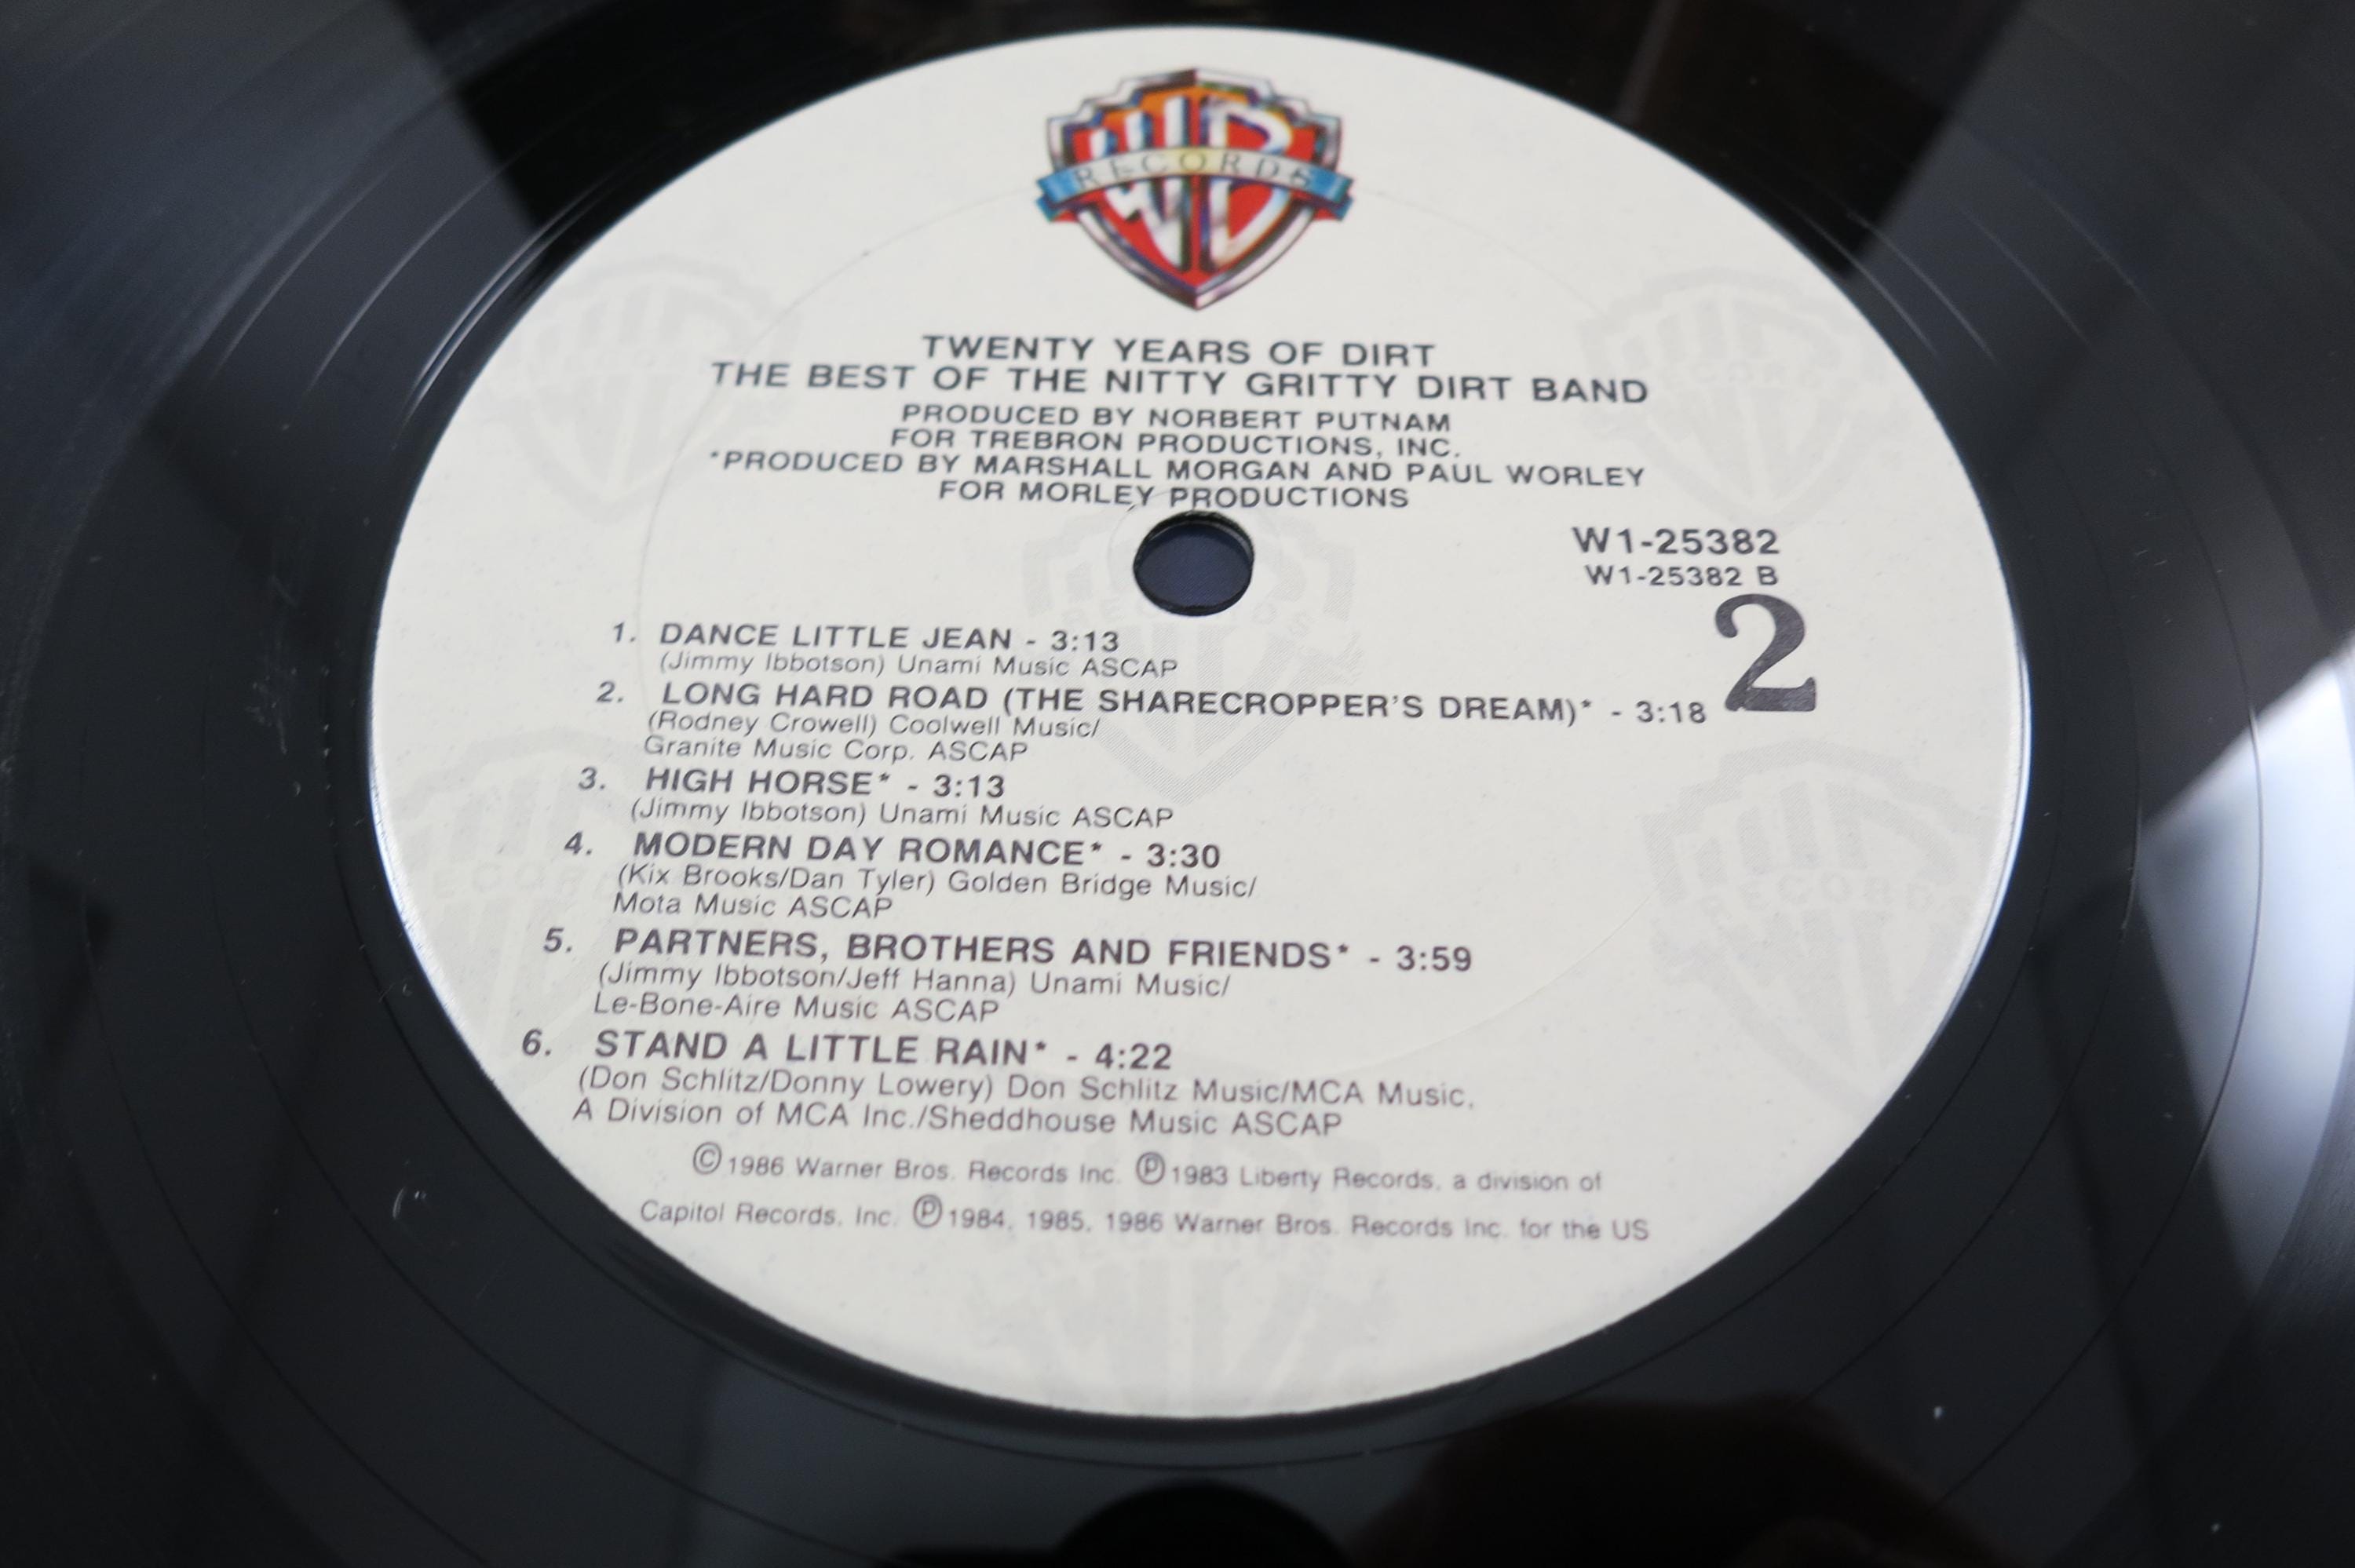 WB
RECORDS
TWENTY YEARS OF DIRT
THE BEST OF THE NITTY GRITTY DIRT BAND
PRODUCED BY NORBERT PUTNAM
FOR TREBRON PRODUCTIONS, INC.
*PRODUCED BY MARSHALL MORGAN AND PAUL WORLEY
FOR MORLEY PRODUCTIONS
W1-25382
W1-25382 B
2
1. DANCE LITTLE JEAN - 3:13
(Jimmy Ibbotson) Unami Music ASCAP
2. LONG HARD ROAD (THE SHARECROPPER'S DREAM)* - 3:18
(Rodney Crowell) Coolwell Music/
Granite Music Corp. ASCAP
3. HIGH HORSE* - 3:13
(Jimmy Ibbotson) Unami Music ASCAP
4. MODERN DAY ROMANCE* - 3:30
(Kix Brooks/Dan Tyler) Golden Bridge Music/
Mota Music ASCAP
5. PARTNERS, BROTHERS AND FRIENDS* - 3:59
(Jimmy Ibbotson/Jeff Hanna) Unami Music/
Le-Bone-Aire Music ASCAP
6. STAND A LITTLE RAIN* - 4:22
(Don Schlitz/Donny Lowery) Don Schlitz Music/MCA Music,
A Division of MCA Inc./Sheddhouse Music ASCAP
©1986 Warner Bros. Records Inc. ℗1983 Liberty Records, a division of
Capitol Records, Inc. ℗1984, 1985, 1986 Warner Bros. Records Inc. for the US